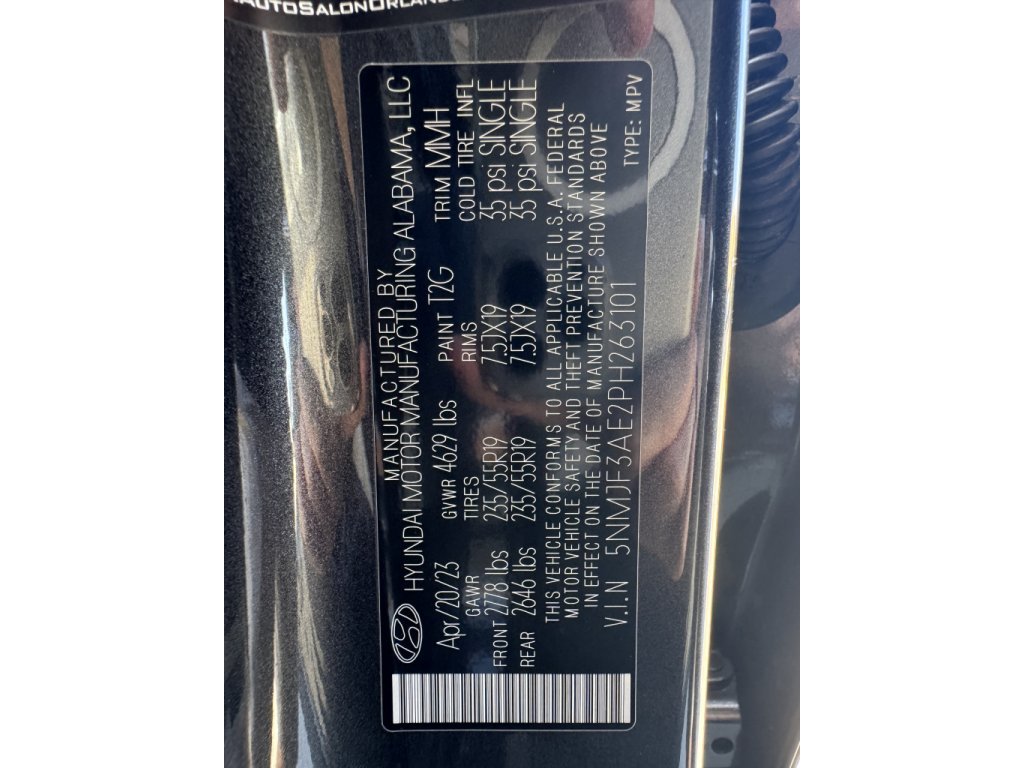 AUTOSALONORLAND
MANUFACTURED BY
HYUNDAI MOTOR MANUFACTURING ALABAMA, LLC
Apr/20/23 GVWR 4629 lbs PAINT T2G TRIM MMH
GAWR TIRES RIMS COLD TIRE INFL
FRONT 2778 lbs 235/55R19 7.5JX19 35 psi SINGLE
REAR 2646 lbs 235/55R19 7.5JX19 35 psi SINGLE
THIS VEHICLE CONFORMS TO ALL APPLICABLE U.S.A. FEDERAL
MOTOR VEHICLE SAFETY AND THEFT PREVENTION STANDARDS
IN EFFECT ON THE DATE OF MANUFACTURE SHOWN ABOVE
V.I.N 5NMJF3AE2PH263101 TYPE: MPV